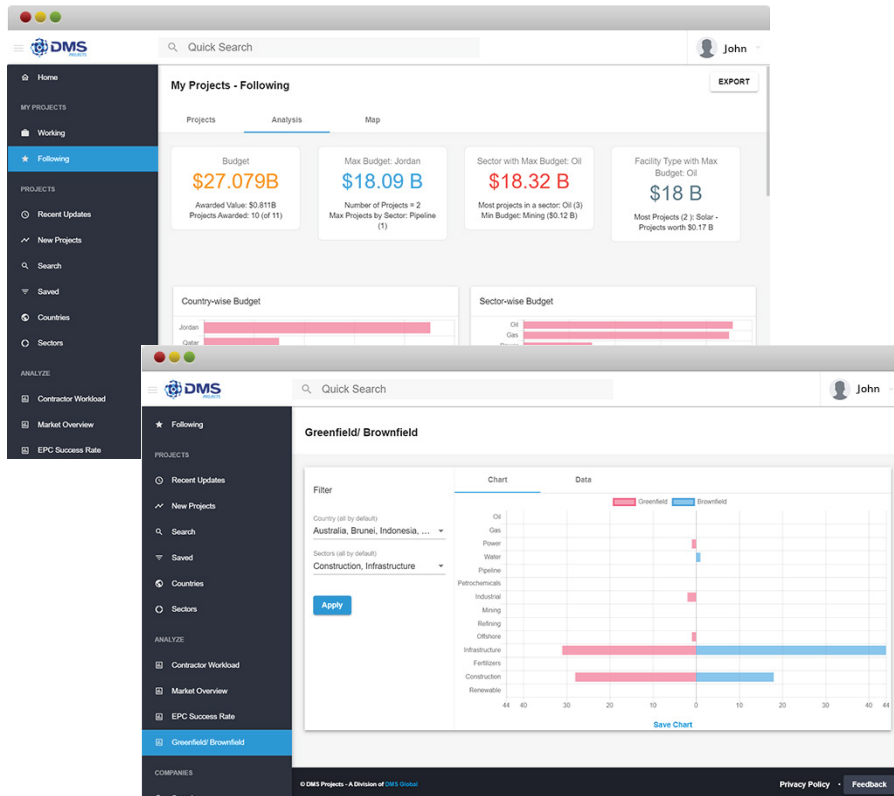 DMS
PROJECTS
Quick Search
John
Home
MY PROJECTS
Working
Following
PROJECTS
Recent Updates
New Projects
Search
Saved
Countries
Sectors
ANALYZE
Contractor Workload
Market Overview
EPC Success Rate
My Projects - Following
EXPORT
Projects Analysis Map
Budget
$27.079B
Awarded Value: $0.811B
Projects Awarded: 10 (of 11)
Max Budget: Jordan
$18.09 B
Number of Projects = 2
Max Projects by Sector: Pipeline
(1)
Sector with Max Budget: Oil
$18.32 B
Most projects in a sector: Oil (3)
Min Budget: Mining ($0.12 B)
Facility Type with Max
Budget: Oil
$18 B
Most Projects (2 ): Solar -
Projects worth $0.17 B
Country-wise Budget
Jordan
Qatar
Sector-wise Budget
Oil
Gas
DMS
PROJECTS
Quick Search
John
Following
PROJECTS
Recent Updates
New Projects
Search
Saved
Countries
Sectors
ANALYZE
Contractor Workload
Market Overview
EPC Success Rate
Greenfield/ Brownfield
COMPANIES
Greenfield/ Brownfield
Filter
Country (all by default)
Australia, Brunei, Indonesia, ...
Sectors (all by default)
Construction, Infrastructure
Apply
Chart Data
Greenfield Brownfield
Oil
Gas
Power
Water
Pipeline
Petrochemicals
Industrial
Mining
Refining
Offshore
Infrastructure
Fertilizers
Construction
Renewable
44 40 30 20 10 0 10 20 30 40 44
Save Chart
© DMS Projects - A Division of DMS Global
Privacy Policy · Feedback